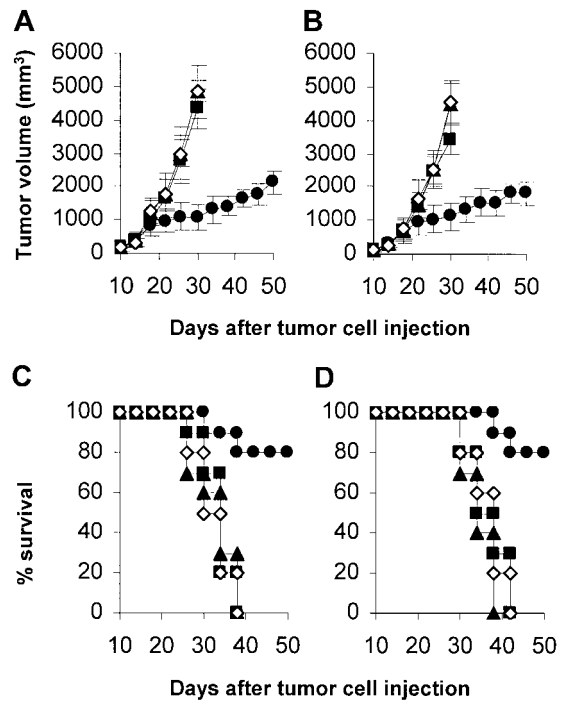 A B
Tumor volume (mm³)
6000 6000
5000 5000
4000 4000
3000 3000
2000 2000
1000 1000
0 0
10 20 30 40 50 10 20 30 40 50
Days after tumor cell injection
C D
% survival
100 100
80 80
60 60
40 40
20 20
0 0
10 20 30 40 50 10 20 30 40 50
Days after tumor cell injection